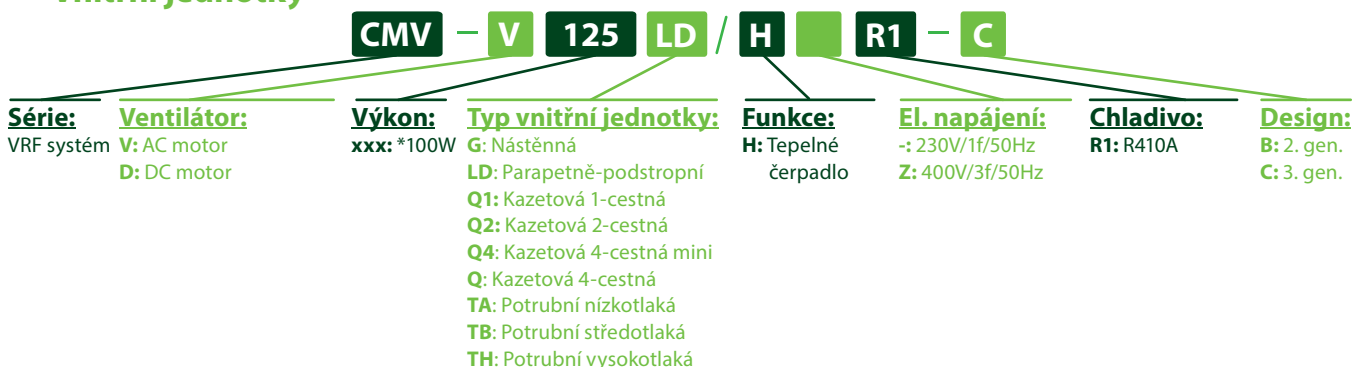 Vnitřní jednotky
CMV – V 125 LD / H R1 – C
Série: Ventilátor: Výkon: Typ vnitřní jednotky: Funkce: El. napájení: Chladivo: Design:
VRF systém V: AC motor xxx: *100W G: Nástěnná H: Tepelné -: 230V/1f/50Hz R1: R410A B: 2. gen.
D: DC motor LD: Parapetně-podstropní čerpadlo Z: 400V/3f/50Hz C: 3. gen.
Q1: Kazetová 1-cestná
Q2: Kazetová 2-cestná
Q4: Kazetová 4-cestná mini
Q: Kazetová 4-cestná
TA: Potrubní nízkotlaká
TB: Potrubní středotlaká
TH: Potrubní vysokotlaká